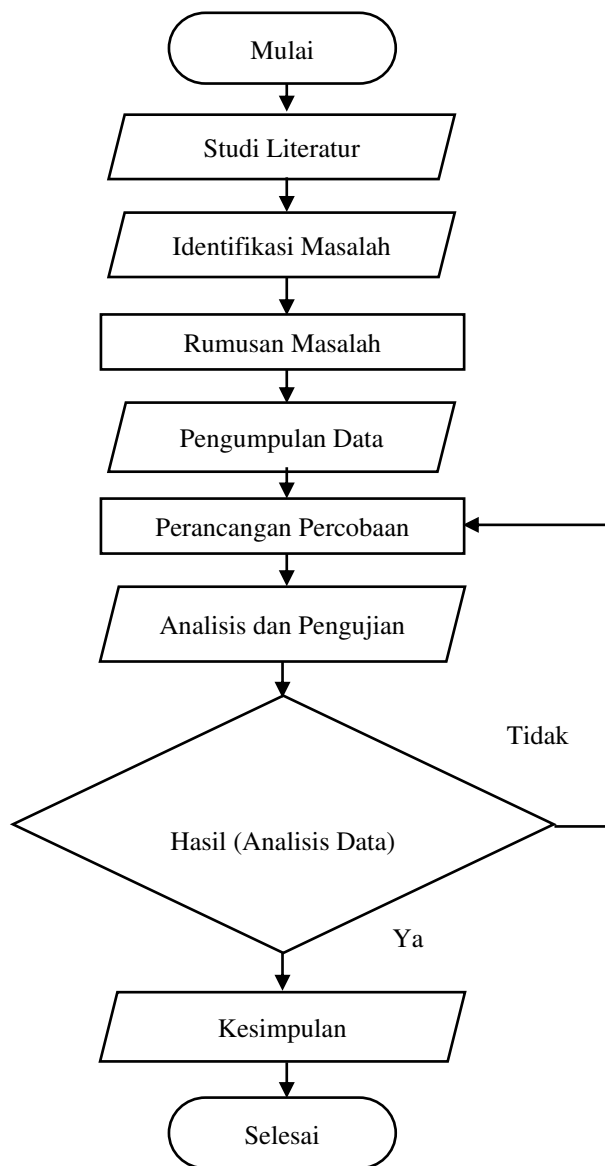 Mulai
Studi Literatur
Identifikasi Masalah
Rumusan Masalah
Pengumpulan Data
Perancangan Percobaan
Analisis dan Pengujian
Tidak
Hasil (Analisis Data)
Ya
Kesimpulan
Selesai